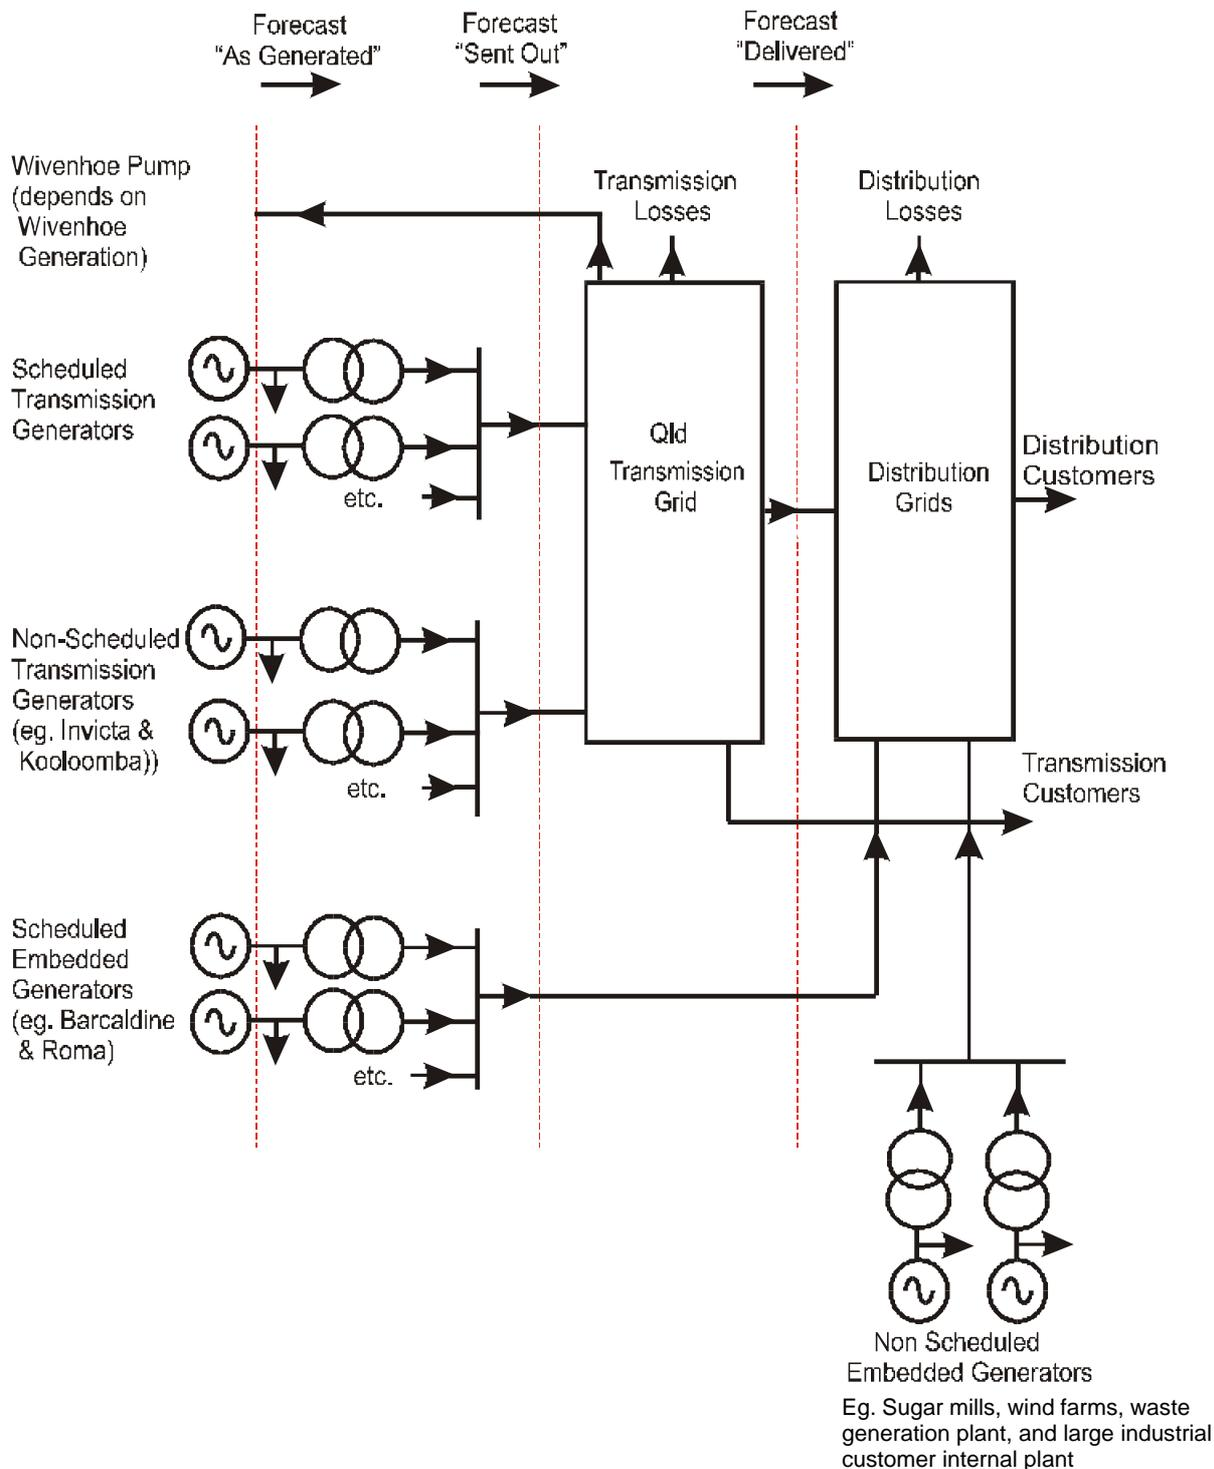 Forecast
"As Generated"
Forecast
"Sent Out"
Forecast
"Delivered"
Wivenhoe Pump
(depends on
Wivenhoe
Generation)
Transmission
Losses
Distribution
Losses
Scheduled
Transmission
Generators
etc.
Qld
Transmission
Grid
Distribution
Grids
Distribution
Customers
Non-Scheduled
Transmission
Generators
(eg. Invicta &
Kooloomba))
etc.
Transmission
Customers
Scheduled
Embedded
Generators
(eg. Barcaldine
& Roma)
etc.
Non Scheduled
Embedded Generators
Eg. Sugar mills, wind farms, waste
generation plant, and large industrial
customer internal plant